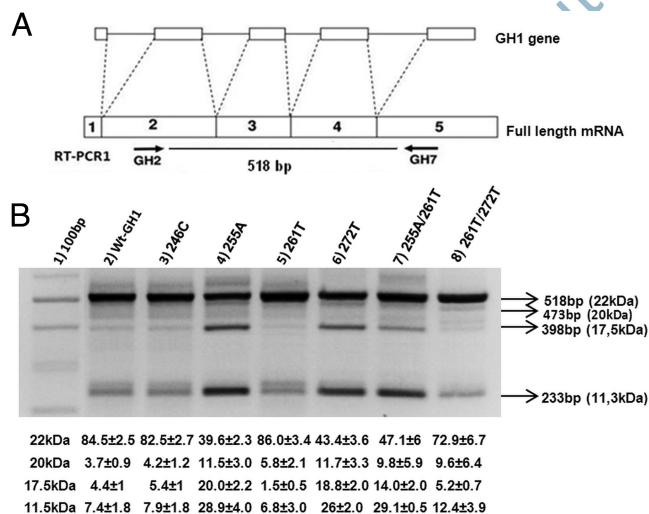 A
GH1 gene
1 2 3 4 5
Full length mRNA
RT-PCR1
GH2
518 bp
GH7
B
1) 100bp
2) Wt-GH1
3) 246C
4) 255A
5) 261T
6) 272T
7) 255A/261T
8) 261T/272T
518bp (22kDa)
473bp (20kDa)
398bp (17,5kDa)
233bp (11,3kDa)
22kDa 84.5±2.5 82.5±2.7 39.6±2.3 86.0±3.4 43.4±3.6 47.1±6 72.9±6.7
20kDa 3.7±0.9 4.2±1.2 11.5±3.0 5.8±2.1 11.7±3.3 9.8±5.9 9.6±6.4
17.5kDa 4.4±1 5.4±1 20.0±2.2 1.5±0.5 18.8±2.0 14.0±2.0 5.2±0.7
11.5kDa 7.4±1.8 7.9±1.8 28.9±4.0 6.8±3.0 26±2.0 29.1±0.5 12.4±3.9